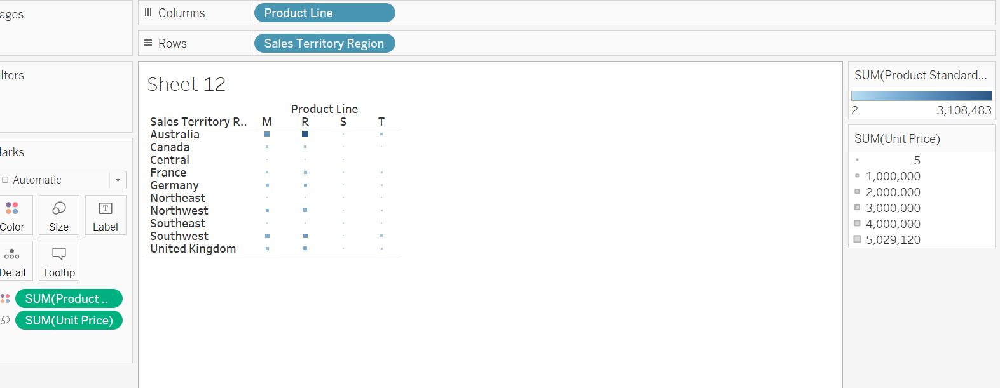 ages
iii Columns
Product Line
Rows
Sales Territory Region
lters
Sheet 12
Product Line
Sales Territory R.. M R S T
Australia
Canada
Central
France
Germany
Northeast
Northwest
Southeast
Southwest
United Kingdom
arks
Automatic
Color
Size
T
Label
Detail
Tooltip
SUM(Product ..
SUM(Unit Price)
SUM(Product Standard...
2 3,108,483
SUM(Unit Price)
5
1,000,000
2,000,000
3,000,000
4,000,000
5,029,120